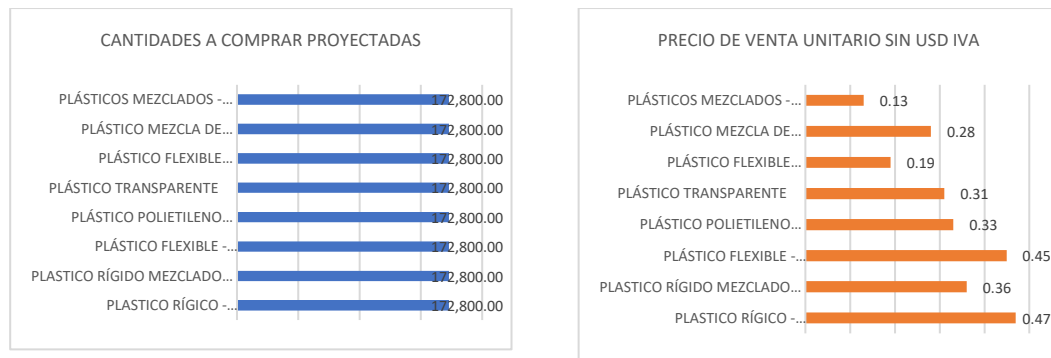 CANTIDADES A COMPRAR PROYECTADAS
PLÁSTICOS MEZCLADOS -... 172,800.00
PLÁSTICO MEZCLA DE... 172,800.00
PLÁSTICO FLEXIBLE... 172,800.00
PLÁSTICO TRANSPARENTE 172,800.00
PLÁSTICO POLIETILENO... 172,800.00
PLÁSTICO FLEXIBLE -... 172,800.00
PLASTICO RÍGIDO MEZCLADO... 172,800.00
PLASTICO RÍGICO -... 172,800.00
PRECIO DE VENTA UNITARIO SIN USD IVA
PLÁSTICOS MEZCLADOS -... 0.13
PLÁSTICO MEZCLA DE... 0.28
PLÁSTICO FLEXIBLE... 0.19
PLÁSTICO TRANSPARENTE 0.31
PLÁSTICO POLIETILENO... 0.33
PLÁSTICO FLEXIBLE -... 0.45
PLASTICO RÍGIDO MEZCLADO... 0.36
PLASTICO RÍGICO -... 0.47